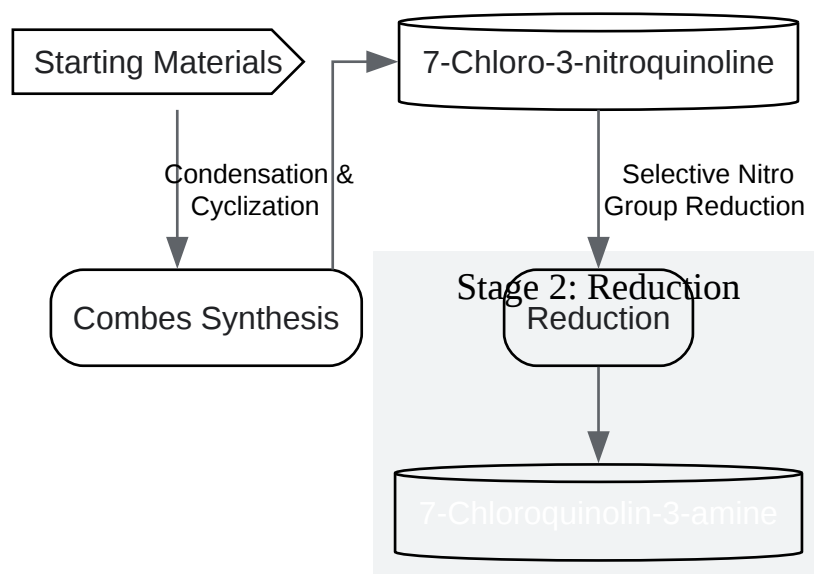 Starting Materials
7-Chloro-3-nitroquinoline
Condensation &
Cyclization
Selective Nitro
Group Reduction
Combes Synthesis
Stage 2: Reduction
Reduction
7-Chloroquinolin-3-amine